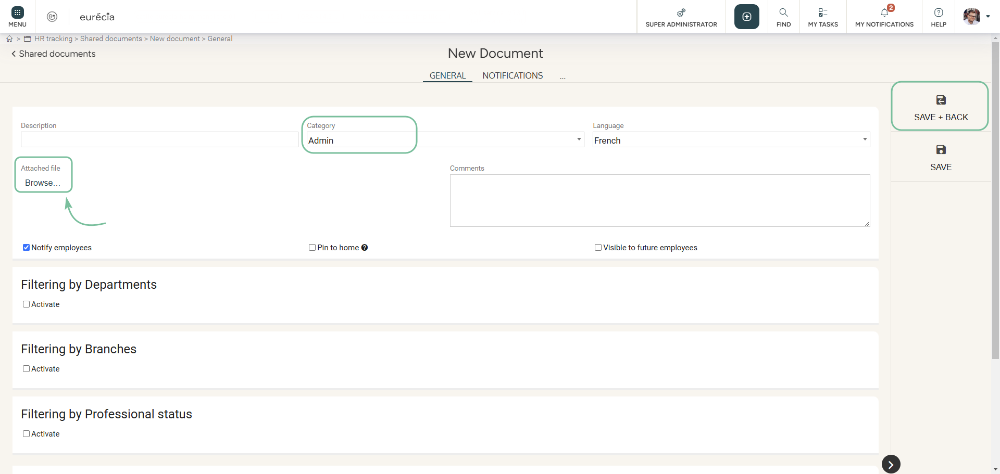 MENU
eurécia
SUPER ADMINISTRATOR
FIND
MY TASKS
2
MY NOTIFICATIONS
HELP
> HR tracking > Shared documents > New document > General
Shared documents
New Document
GENERAL
NOTIFICATIONS
...
SAVE + BACK
SAVE
Description
Category
Language
Admin
French
Attached file
Browse...
Comments
Notify employees
Pin to home
Visible to future employees
Filtering by Departments
Activate
Filtering by Branches
Activate
Filtering by Professional status
Activate